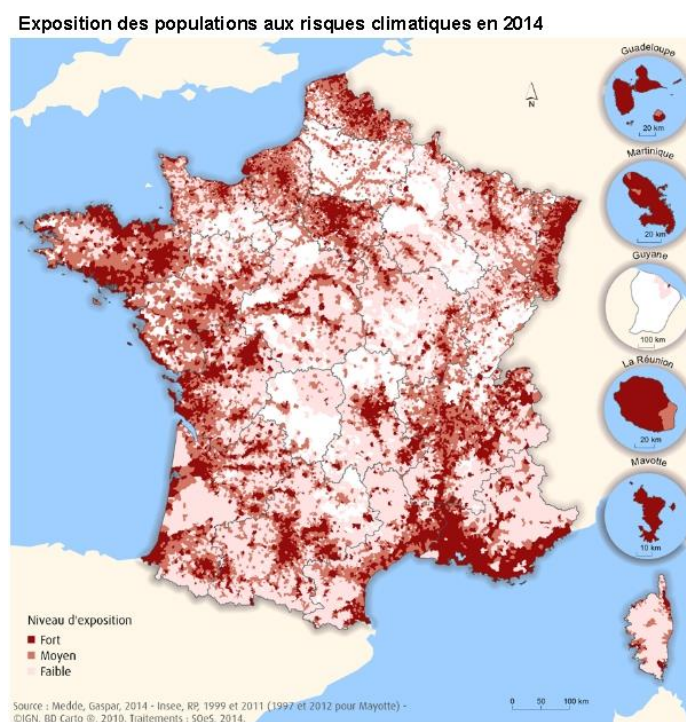 Exposition des populations aux risques climatiques en 2014
Guadeloupe
N
20 km
Martinique
20 km
Guyane
100 km
La Réunion
20 km
Mayotte
10 km
Niveau d'exposition
Fort
Moyen
Faible
Source : Medde, Gaspar, 2014 - Insee, RP, 1999 et 2011 (1997 et 2012 pour Mayotte) -
©IGN, BD Carto ®, 2010. Traitements : SOeS, 2014.
0 50 100 km